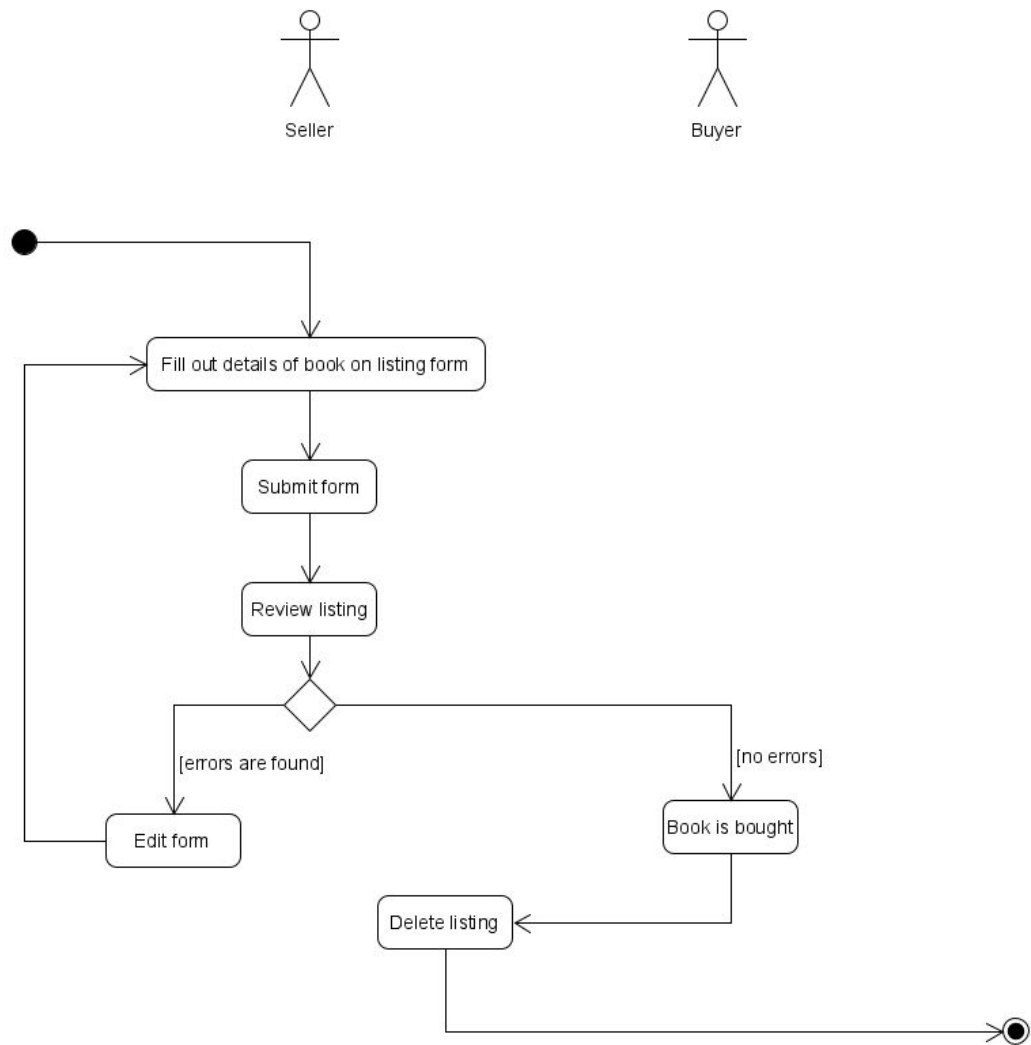 Seller
Buyer
Fill out details of book on listing form
Submit form
Review listing
[errors are found]
[no errors]
Edit form
Book is bought
Delete listing